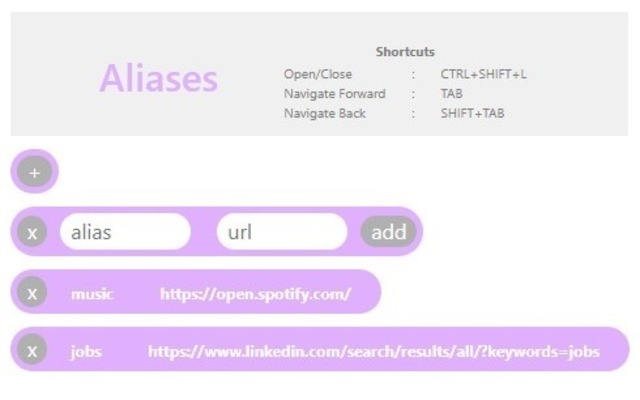 Aliases
Shortcuts
Open/Close : CTRL+SHIFT+L
Navigate Forward : TAB
Navigate Back : SHIFT+TAB
+
x alias url add
x music https://open.spotify.com/
x jobs https://www.linkedin.com/search/results/all/?keywords=jobs